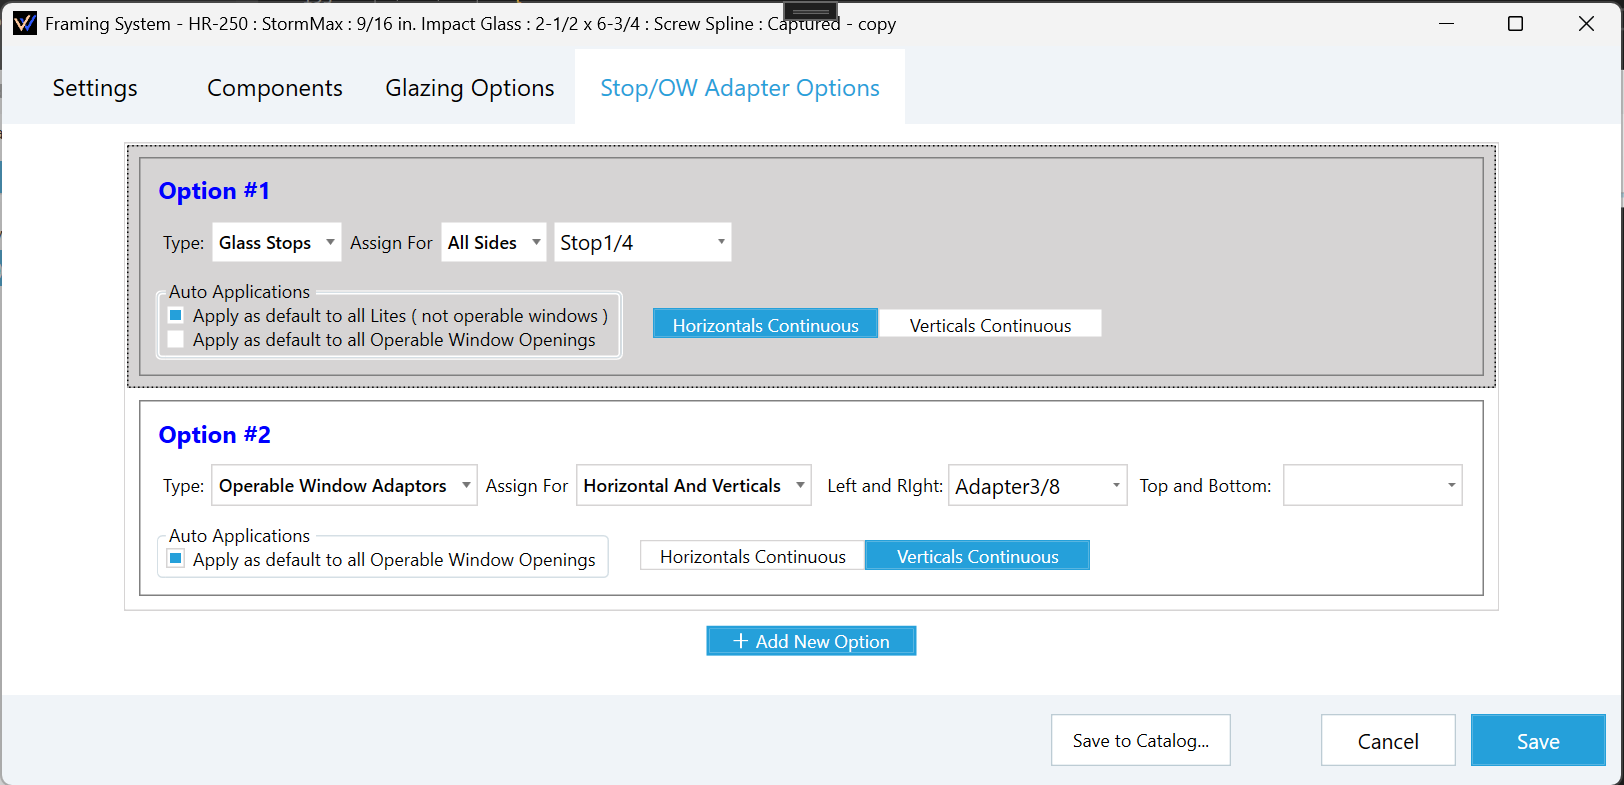 Framing System - HR-250 : StormMax : 9/16 in. Impact Glass : 2-1/2 x 6-3/4 : Screw Spline : Captured - copy
Settings Components Glazing Options Stop/OW Adapter Options
Option #1
Type: Glass Stops Assign For All Sides Stop1/4
Auto Applications
Apply as default to all Lites ( not operable windows )
Apply as default to all Operable Window Openings
Horizontals Continuous Verticals Continuous
Option #2
Type: Operable Window Adaptors Assign For Horizontal And Verticals Left and RIght: Adapter3/8 Top and Bottom:
Auto Applications
Apply as default to all Operable Window Openings
Horizontals Continuous Verticals Continuous
+ Add New Option
Save to Catalog... Cancel Save